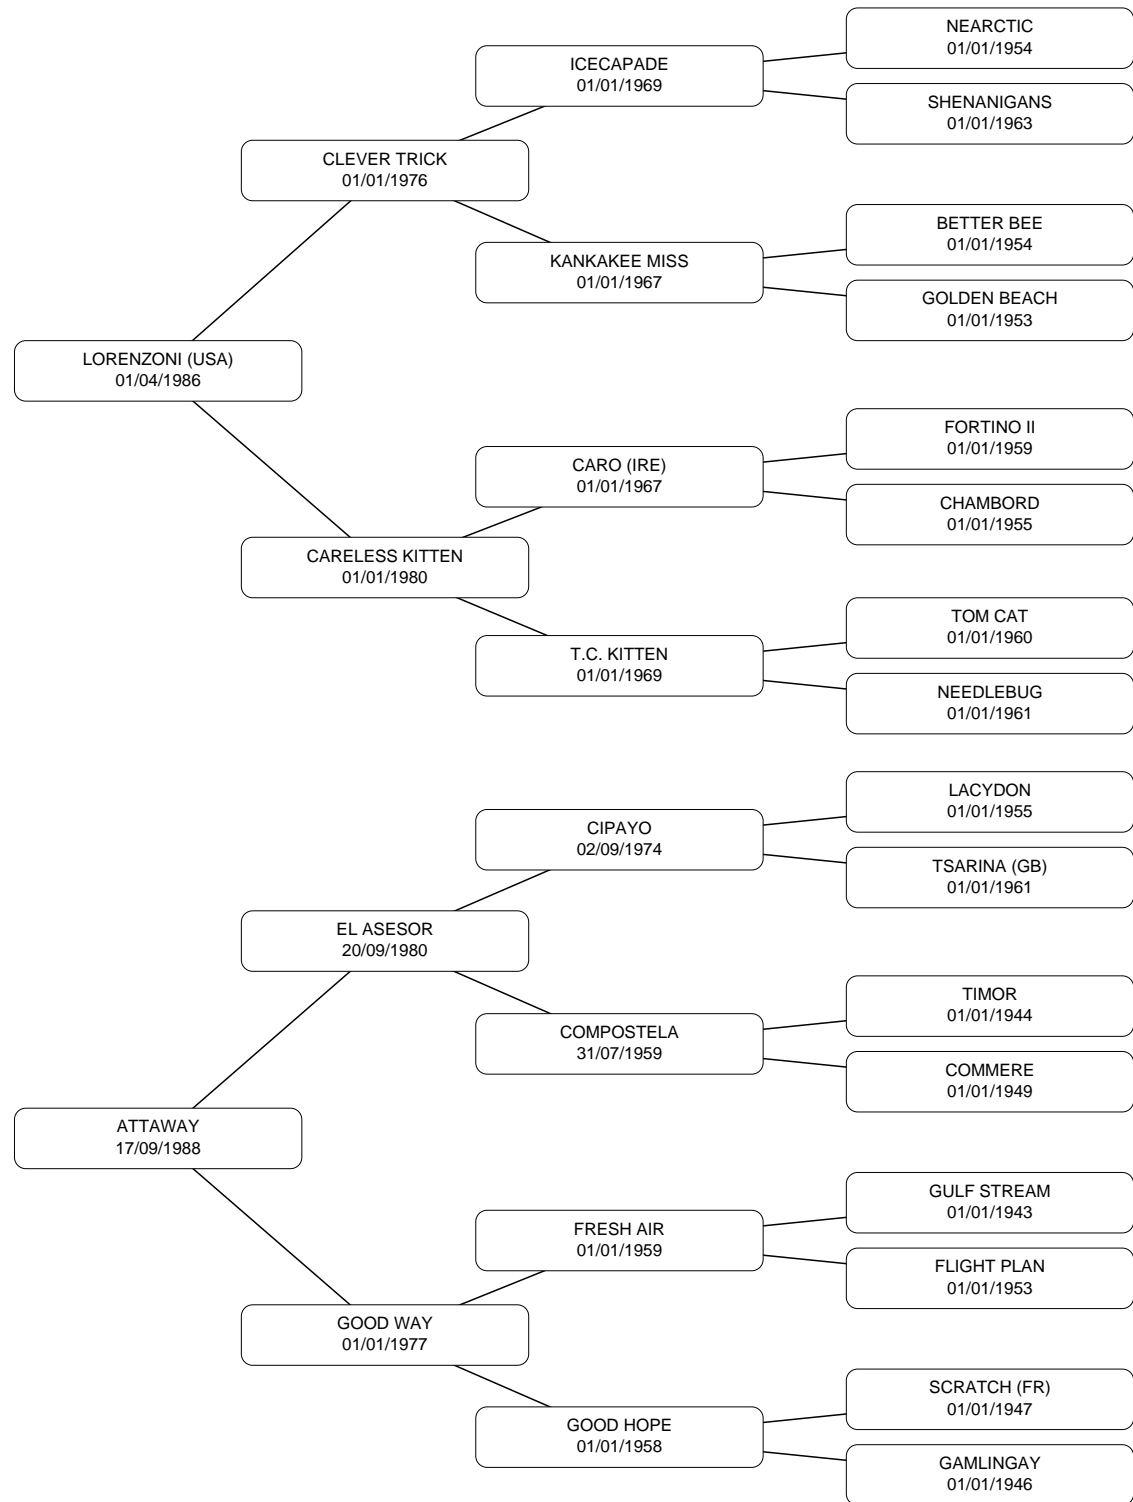 NEARCTIC
01/01/1954
ICECAPADE
01/01/1969
SHENANIGANS
01/01/1963
CLEVER TRICK
01/01/1976
BETTER BEE
01/01/1954
KANKAKEE MISS
01/01/1967
GOLDEN BEACH
01/01/1953
LORENZONI (USA)
01/04/1986
FORTINO II
01/01/1959
CARO (IRE)
01/01/1967
CHAMBORD
01/01/1955
CARELESS KITTEN
01/01/1980
TOM CAT
01/01/1960
T.C. KITTEN
01/01/1969
NEEDLEBUG
01/01/1961
LACYDON
01/01/1955
CIPAYO
02/09/1974
TSARINA (GB)
01/01/1961
EL ASESOR
20/09/1980
TIMOR
01/01/1944
COMPOSTELA
31/07/1959
COMMERE
01/01/1949
ATTAWAY
17/09/1988
GULF STREAM
01/01/1943
FRESH AIR
01/01/1959
FLIGHT PLAN
01/01/1953
GOOD WAY
01/01/1977
SCRATCH (FR)
01/01/1947
GOOD HOPE
01/01/1958
GAMLINGAY
01/01/1946